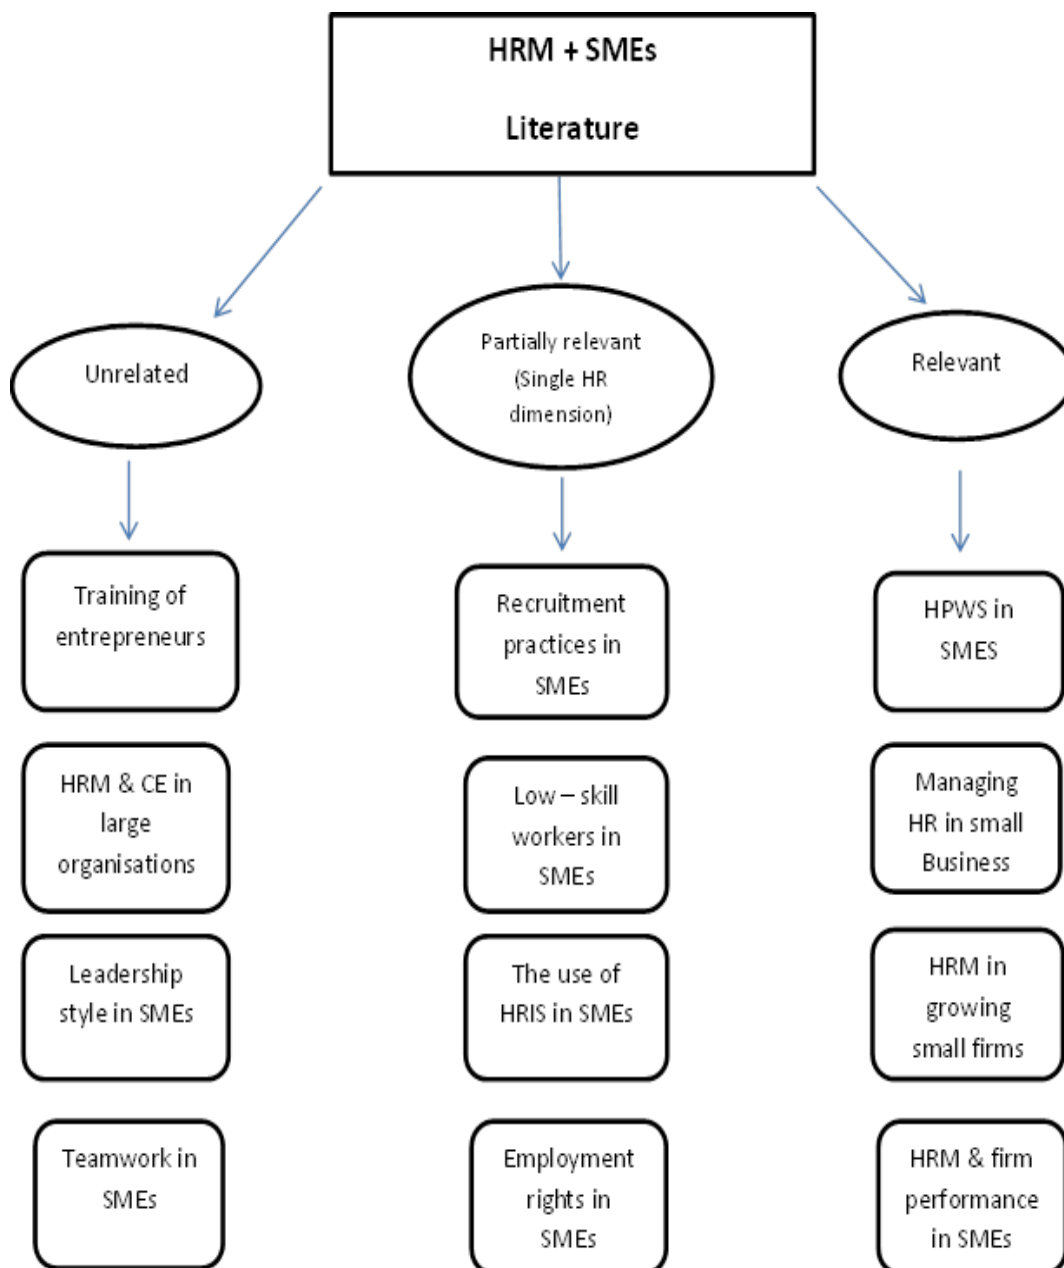 HRM + SMEs
Literature
Unrelated
Partially relevant
(Single HR
dimension)
Relevant
Training of
entrepreneurs
Recruitment
practices in
SMEs
HPWS in
SMES
HRM & CE in
large
organisations
Low – skill
workers in
SMEs
Managing
HR in small
Business
Leadership
style in SMEs
The use of
HRIS in SMEs
HRM in
growing
small firms
Teamwork in
SMEs
Employment
rights in
SMEs
HRM & firm
performance
in SMEs